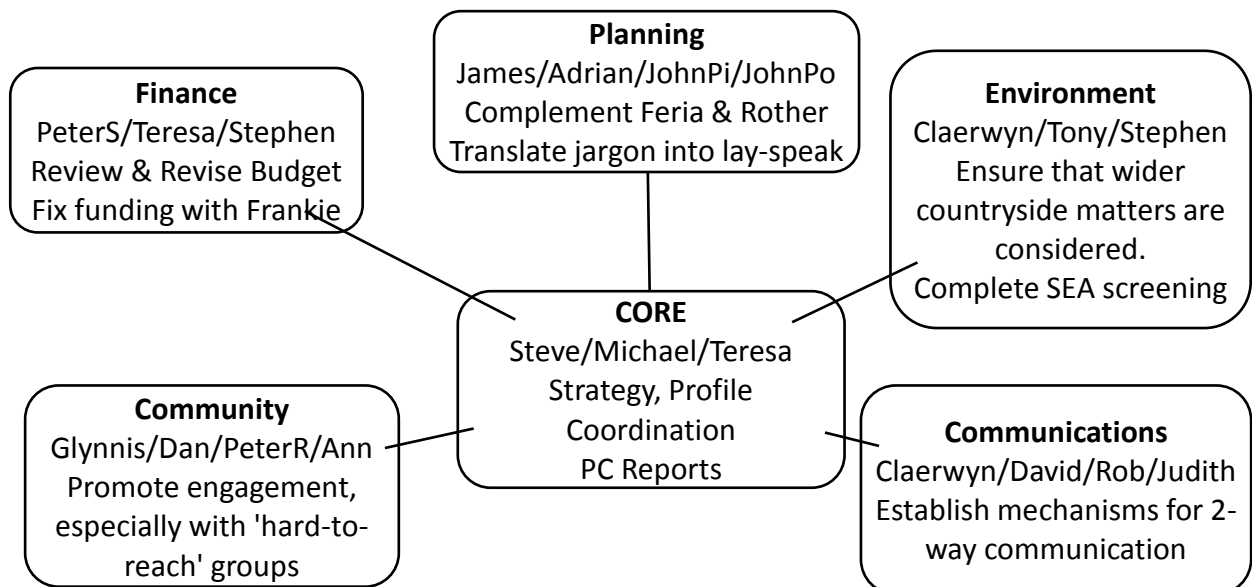 Planning
James/Adrian/JohnPi/JohnPo
Complement Feria & Rother
Translate jargon into lay-speak
Finance
PeterS/Teresa/Stephen
Review & Revise Budget
Fix funding with Frankie
Environment
Claerwyn/Tony/Stephen
Ensure that wider
countryside matters are
considered.
Complete SEA screening
CORE
Steve/Michael/Teresa
Strategy, Profile
Coordination
PC Reports
Community
Glynnis/Dan/PeterR/Ann
Promote engagement,
especially with 'hard-to-
reach' groups
Communications
Claerwyn/David/Rob/Judith
Establish mechanisms for 2-
way communication